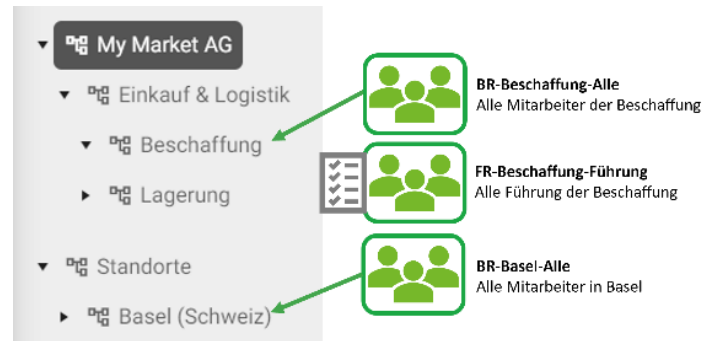 My Market AG
Einkauf & Logistik
Beschaffung
Lagerung
Standorte
Basel (Schweiz)
BR-Beschaffung-Alle
Alle Mitarbeiter der Beschaffung
FR-Beschaffung-Führung
Alle Führung der Beschaffung
BR-Basel-Alle
Alle Mitarbeiter in Basel